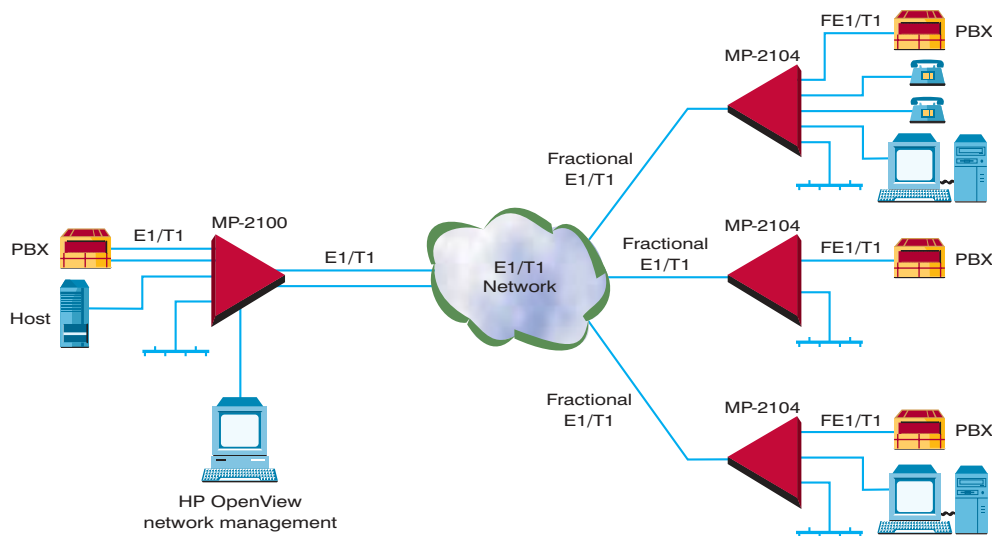 FE1/T1
PBX
MP-2104
Fractional
E1/T1
MP-2100
PBX
E1/T1
E1/T1
Host
E1/T1
Network
Fractional
E1/T1
MP-2104
FE1/T1
PBX
Fractional
E1/T1
MP-2104
FE1/T1
PBX
HP OpenView
network management